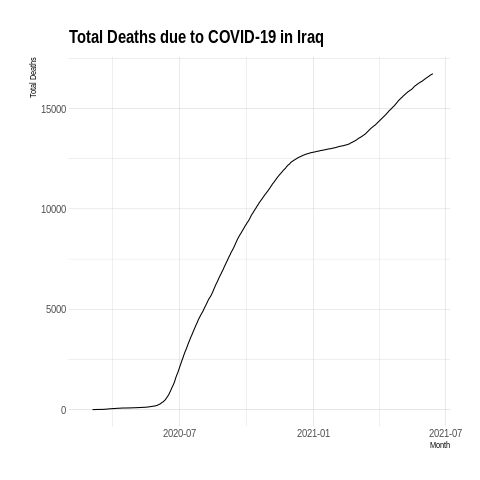 Total Deaths due to COVID-19 in Iraq
Total Deaths
15000
10000
5000
0
2020-07
2021-01
2021-07
Month